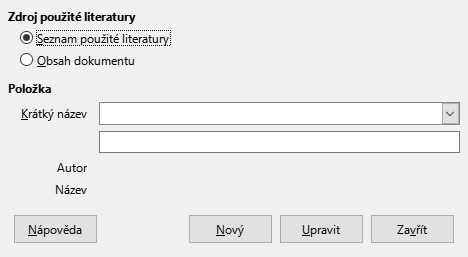 Zdroj použité literatury
Seznam použité literatury
Obsah dokumentu
Položka
Krátký název
Autor
Název
Nápověda Nový Upravit Zavřít